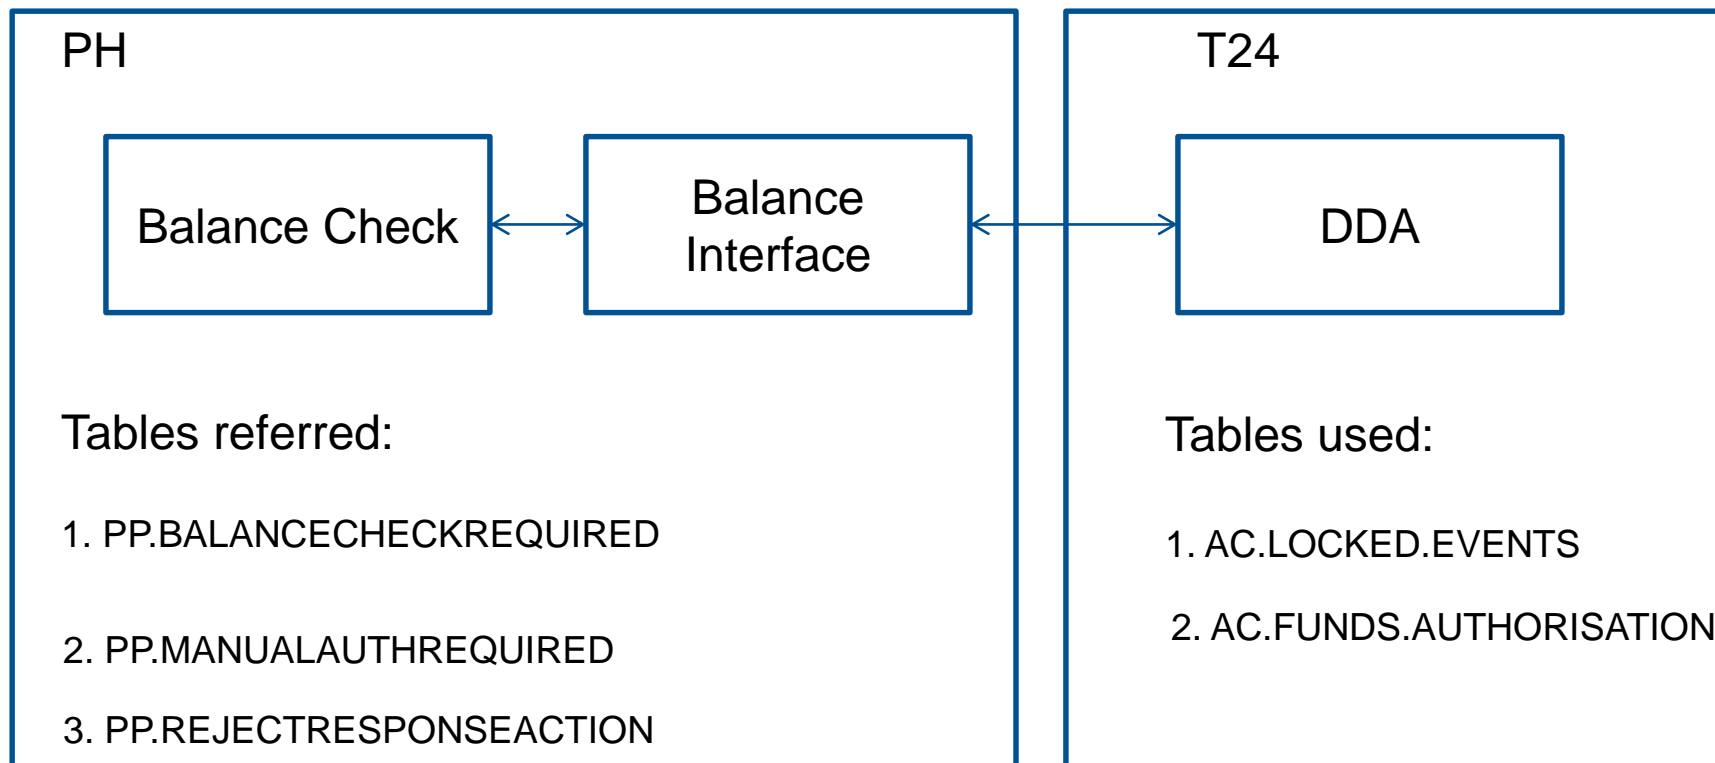 PH
Balance Check
Balance
Interface
Tables referred:
1. PP.BALANCECHECKREQUIRED
2. PP.MANUALAUTHREQUIRED
3. PP.REJECTRESPONSEACTION
T24
DDA
Tables used:
1. AC.LOCKED.EVENTS
2. AC.FUNDS.AUTHORISATION